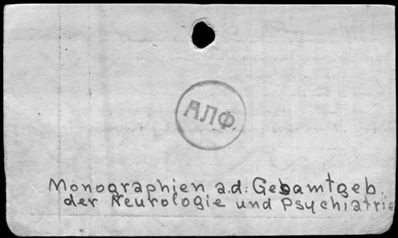 АЛФ.
Monographien a.d. Gesamtgeb.
der Neurologie und Psychiatrie